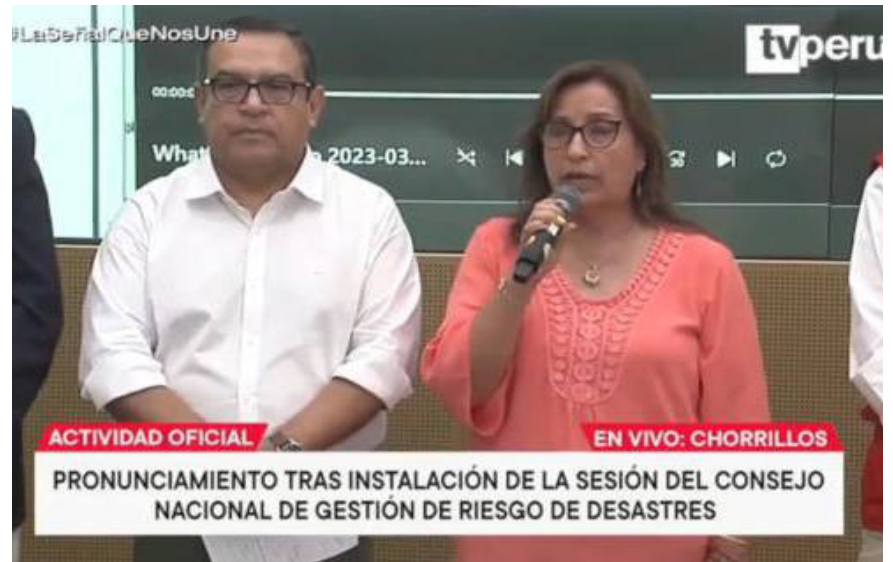 #LaSeñalQueNosUne
tvperu
2023-03...
ACTIVIDAD OFICIAL
EN VIVO: CHORRILLOS
PRONUNCIAMIENTO TRAS INSTALACIÓN DE LA SESIÓN DEL CONSEJO
NACIONAL DE GESTIÓN DE RIESGO DE DESASTRES